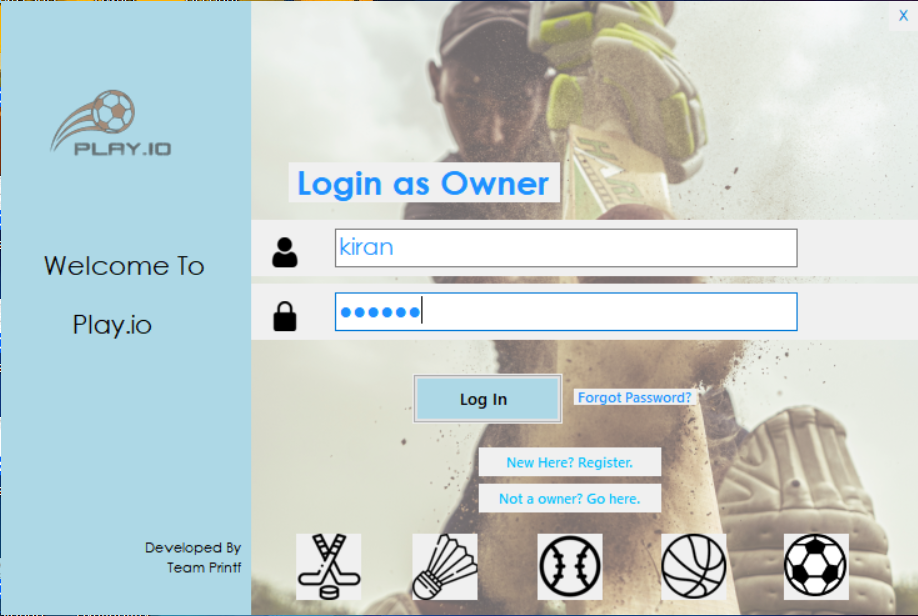 X
PLAY.IO
Login as Owner
kiran
Welcome To
Play.io
••••••
Log In
Forgot Password?
New Here? Register.
Not a owner? Go here.
Developed By
Team Printf